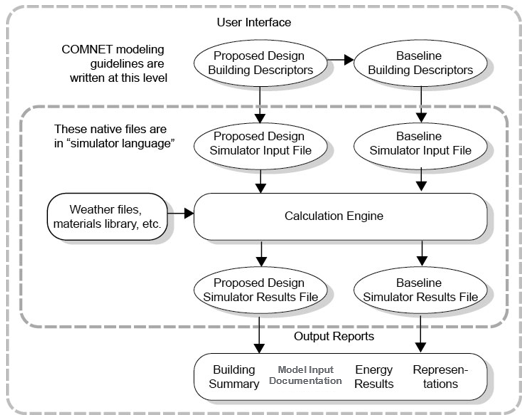 User Interface
COMNET modeling
guidelines are
written at this level
Proposed Design
Building Descriptors
Baseline
Building Descriptors
These native files are
in “simulator language”
Proposed Design
Simulator Input File
Baseline
Simulator Input File
Weather files,
materials library, etc.
Calculation Engine
Proposed Design
Simulator Results File
Baseline
Simulator Results File
Output Reports
Building
Summary
Model Input
Documentation
Energy
Results
Represen-
tations